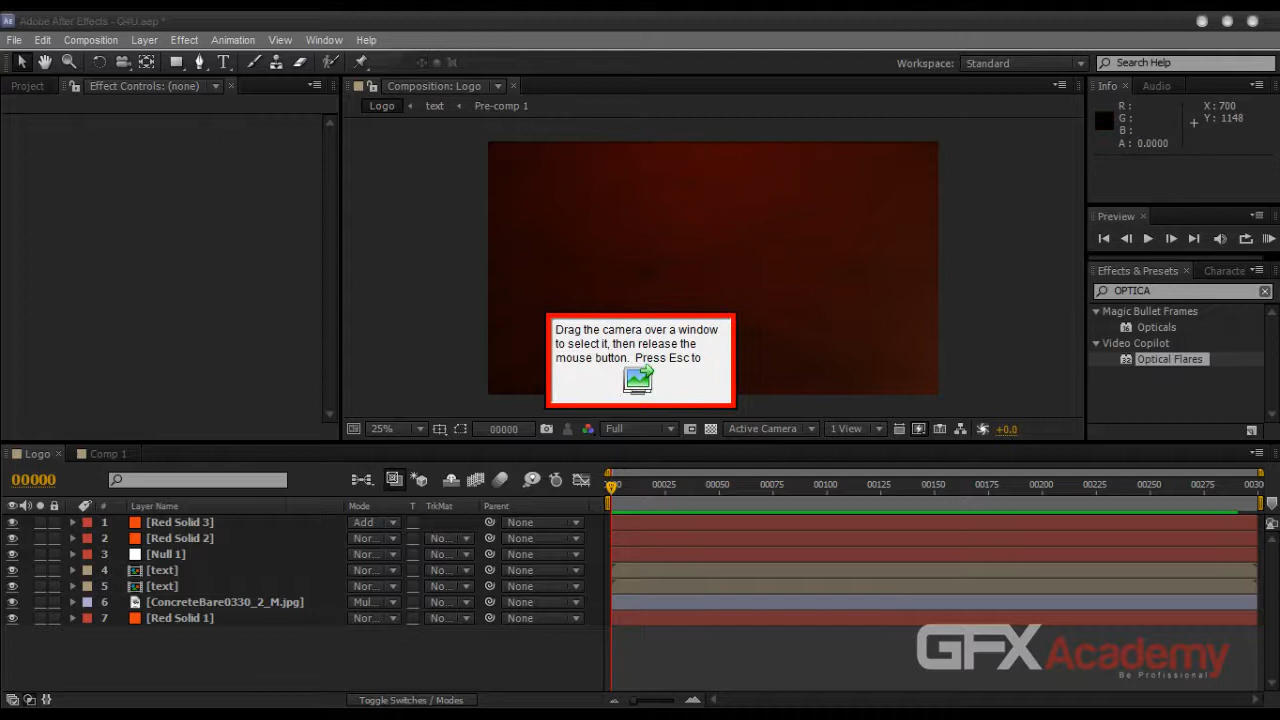 Adobe After Effects - Q4U.aep *
File Edit Composition Layer Effect Animation View Window Help
Workspace: Standard Search Help
Project Effect Controls: (none)
Composition: Logo
Logo text Pre-comp 1
Info Audio
R :
G :
B :
A : 0.0000
X : 700
Y : 1148
Preview
Effects & Presets Characte
OPTICA
Magic Bullet Frames
Opticals
Video Copilot
Optical Flares
Drag the camera over a window
to select it, then release the
mouse button. Press Esc to
25% 00000 Full Active Camera 1 View +0.0
Logo Comp 1
00000
00 00025 00050 00075 00100 00125 00150 00175 00200 00225 00250 00275 0030
# Layer Name Mode T TrkMat Parent
1 [Red Solid 3] Add None
2 [Red Solid 2] Nor... No... None
3 [Null 1] Nor... No... None
4 [text] Nor... No... None
5 [text] Nor... No... None
6 [ConcreteBare0330_2_M.jpg] Mul... No... None
7 [Red Solid 1] Nor... No... None
GFXAcademy
Be Profissional
Toggle Switches / Modes